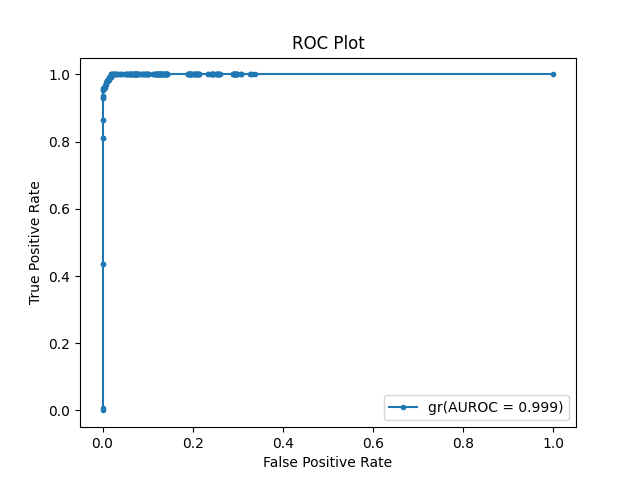 ROC Plot
True Positive Rate
1.0
0.8
0.6
0.4
0.2
0.0
gr(AUROC = 0.999)
0.0 0.2 0.4 0.6 0.8 1.0
False Positive Rate